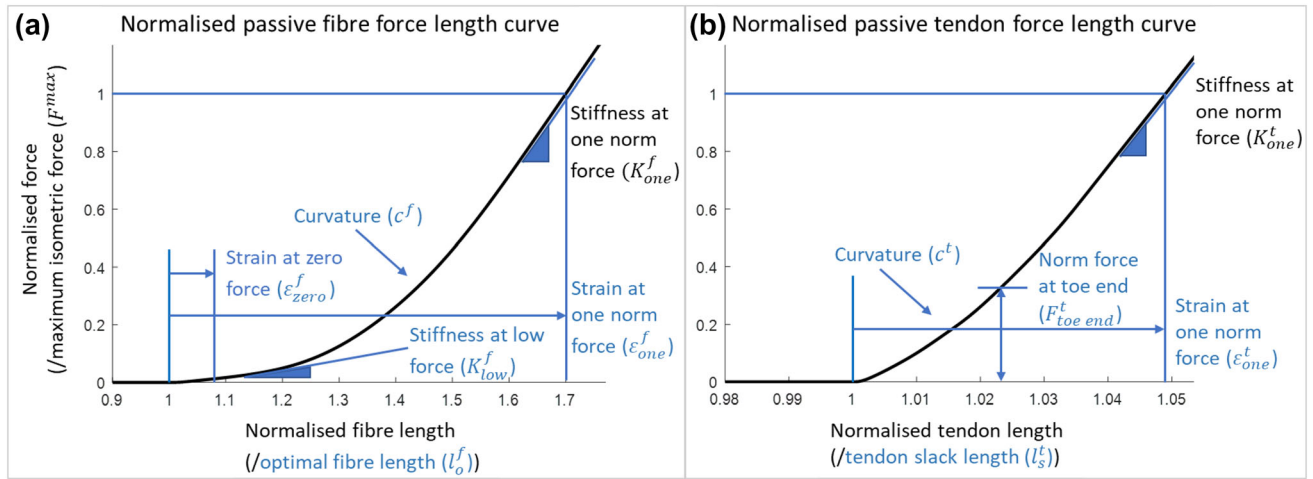 (a) Normalised passive fibre force length curve
Normalised force
(/maximum isometric force (F^max))
1
0.8
0.6
0.4
0.2
0
Stiffness at
one norm
force (K^f_one)
Curvature (c^f)
Strain at zero
force (ε^f_zero)
Strain at
one norm
force (ε^f_one)
Stiffness at low
force (K^f_low)
0.9 1 1.1 1.2 1.3 1.4 1.5 1.6 1.7
Normalised fibre length
(/optimal fibre length (l^f_o))
(b) Normalised passive tendon force length curve
1
0.8
0.6
0.4
0.2
0
Stiffness at
one norm
force (K^t_one)
Curvature (c^t)
Norm force
at toe end
(F^t_toe end)
Strain at
one norm
force (ε^t_one)
0.98 0.99 1 1.01 1.02 1.03 1.04 1.05
Normalised tendon length
(/tendon slack length (l^t_s))